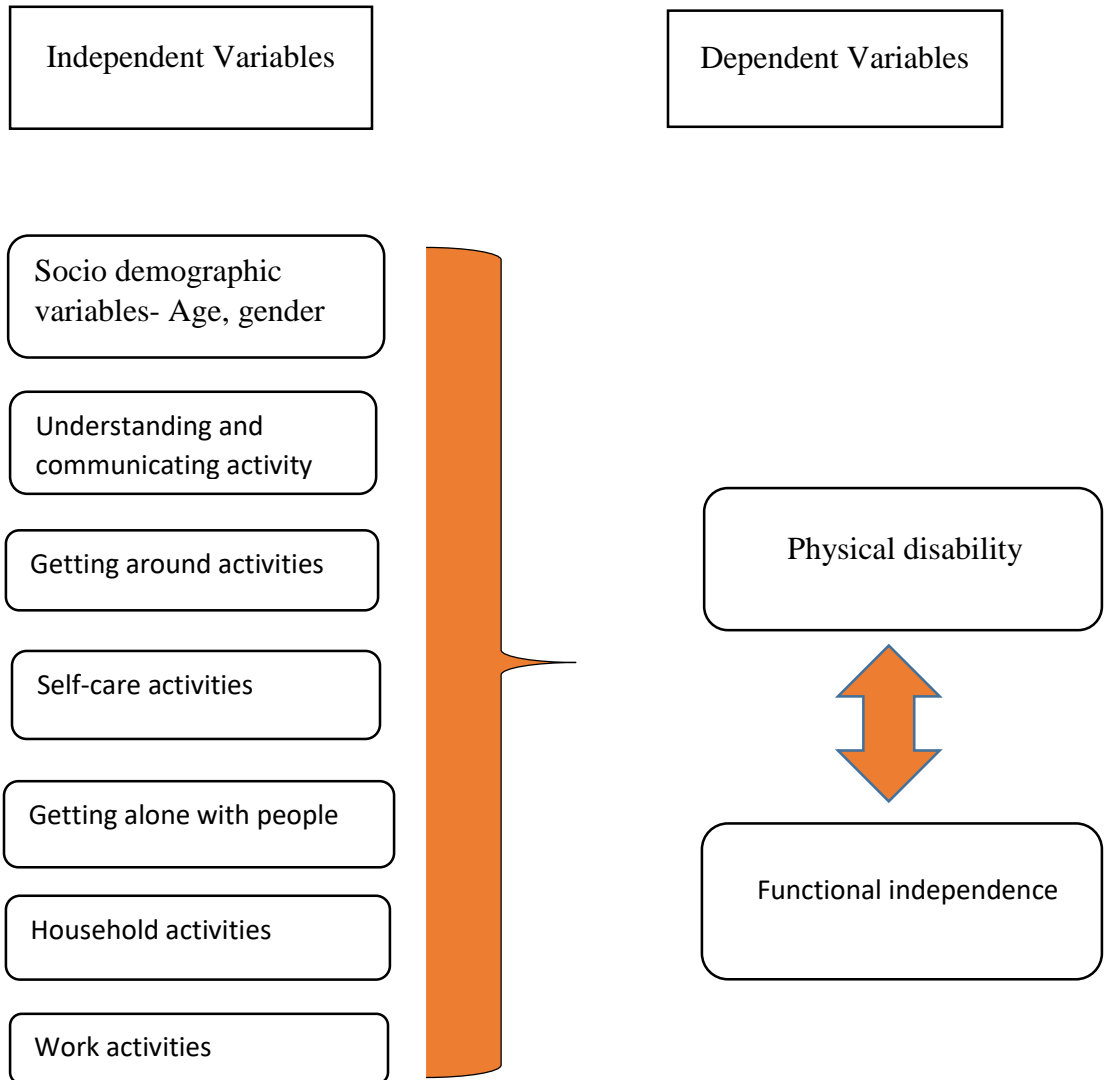 Independent Variables
Dependent Variables
Socio demographic
variables- Age, gender
Understanding and
communicating activity
Getting around activities
Self-care activities
Getting alone with people
Household activities
Work activities
Physical disability
Functional independence